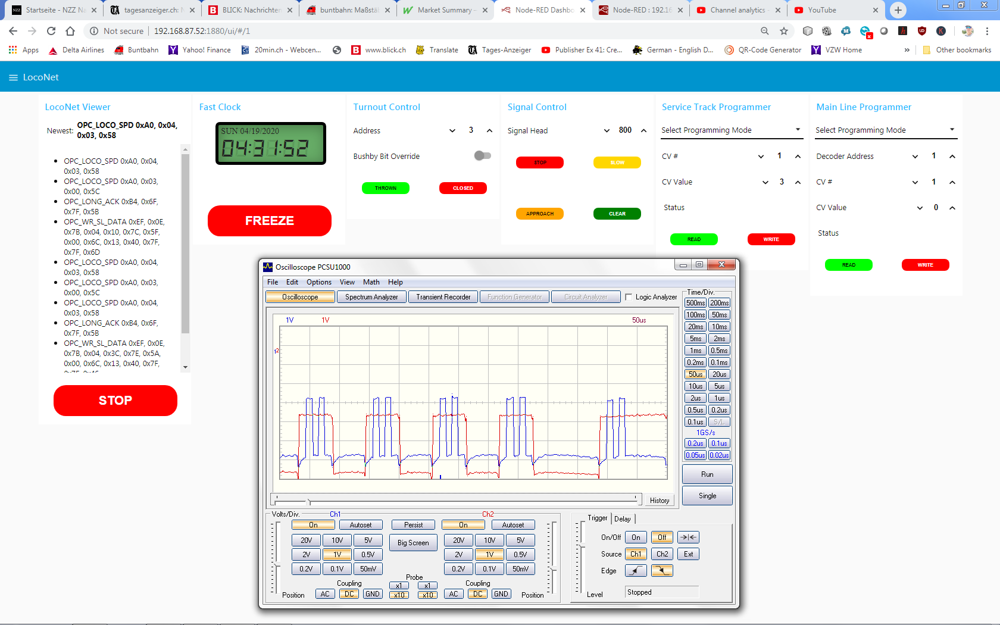 Startseite - NZZ Na
tagesanzeiger.ch: N
BLICK: Nachrichten
buntbahn: Maßstäb
Market Summary -
Node-RED Dashbo
Node-RED : 192.16
Channel analytics -
YouTube
Not secure
192.168.87.52:1880/ui/#/1
Apps
Delta Airlines
Buntbahn
Yahoo! Finance
20min.ch - Webcen...
www.blick.ch
Translate
Tages-Anzeiger
Publisher Ex 41: Cre...
German - English D...
QR-Code Generator
VZW Home
»
Other bookmarks
LocoNet
LocoNet Viewer
Newest: OPC_LOCO_SPD 0xA0, 0x04,
0x03, 0x58
OPC_LOCO_SPD 0xA0, 0x04,
0x03, 0x58
OPC_LOCO_SPD 0xA0, 0x03,
0x00, 0x5C
OPC_LONG_ACK 0xB4, 0x6F,
0x7F, 0x5B
OPC_WR_SL_DATA 0xEF, 0x0E,
0x7B, 0x04, 0x10, 0x7C, 0x5F,
0x00, 0x6C, 0x13, 0x40, 0x7F,
0x7F, 0x6D
OPC_LOCO_SPD 0xA0, 0x04,
0x03, 0x58
OPC_LOCO_SPD 0xA0, 0x03,
0x00, 0x5C
OPC_LOCO_SPD 0xA0, 0x04,
0x03, 0x58
OPC_LONG_ACK 0xB4, 0x6F,
0x7F, 0x5B
OPC_WR_SL_DATA 0xEF, 0x0E,
0x7B, 0x04, 0x3C, 0x7E, 0x5A,
0x00, 0x6C, 0x13, 0x40, 0x7F,
STOP
Fast Clock
SUN 04/19/2020
04:31:52
FREEZE
Turnout Control
Address 3
Bushby Bit Override
THROWN CLOSED
Signal Control
Signal Head 800
STOP SLOW
APPROACH CLEAR
Service Track Programmer
Select Programming Mode
CV # 1
CV Value 3
Status
READ WRITE
Main Line Programmer
Select Programming Mode
Decoder Address 1
CV # 1
CV Value 0
Status
READ WRITE
Oscilloscope PCSU1000
File Edit Options View Math Help
Oscilloscope Spectrum Analyzer Transient Recorder Function Generator Circuit Analyzer Logic Analyzer
1V 1V 50us
12
History
Time/Div.
500ms 200ms
100ms 50ms
20ms 10ms
5ms 2ms
1ms 0.5ms
0.2ms 0.1ms
50us 20us
10us 5us
2us 1us
0.5us 0.2us
0.1us S/L
1GS/s
0.2us 0.1us
0.05us 0.02us
Run
Single
Volts/Div. Ch1 Ch2
On Autoset Persist On Autoset
20V 10V 5V Big Screen 20V 10V 5V
2V 1V 0.5V 2V 1V 0.5V
0.2V 0.1V 50mV 0.2V 0.1V 50mV
Coupling Probe Coupling
x1 x1
Position AC DC GND x10 x10 AC DC GND Position
Trigger Delay
On/Off On Off
Source Ch1 Ch2 Ext
Edge
Level Stopped